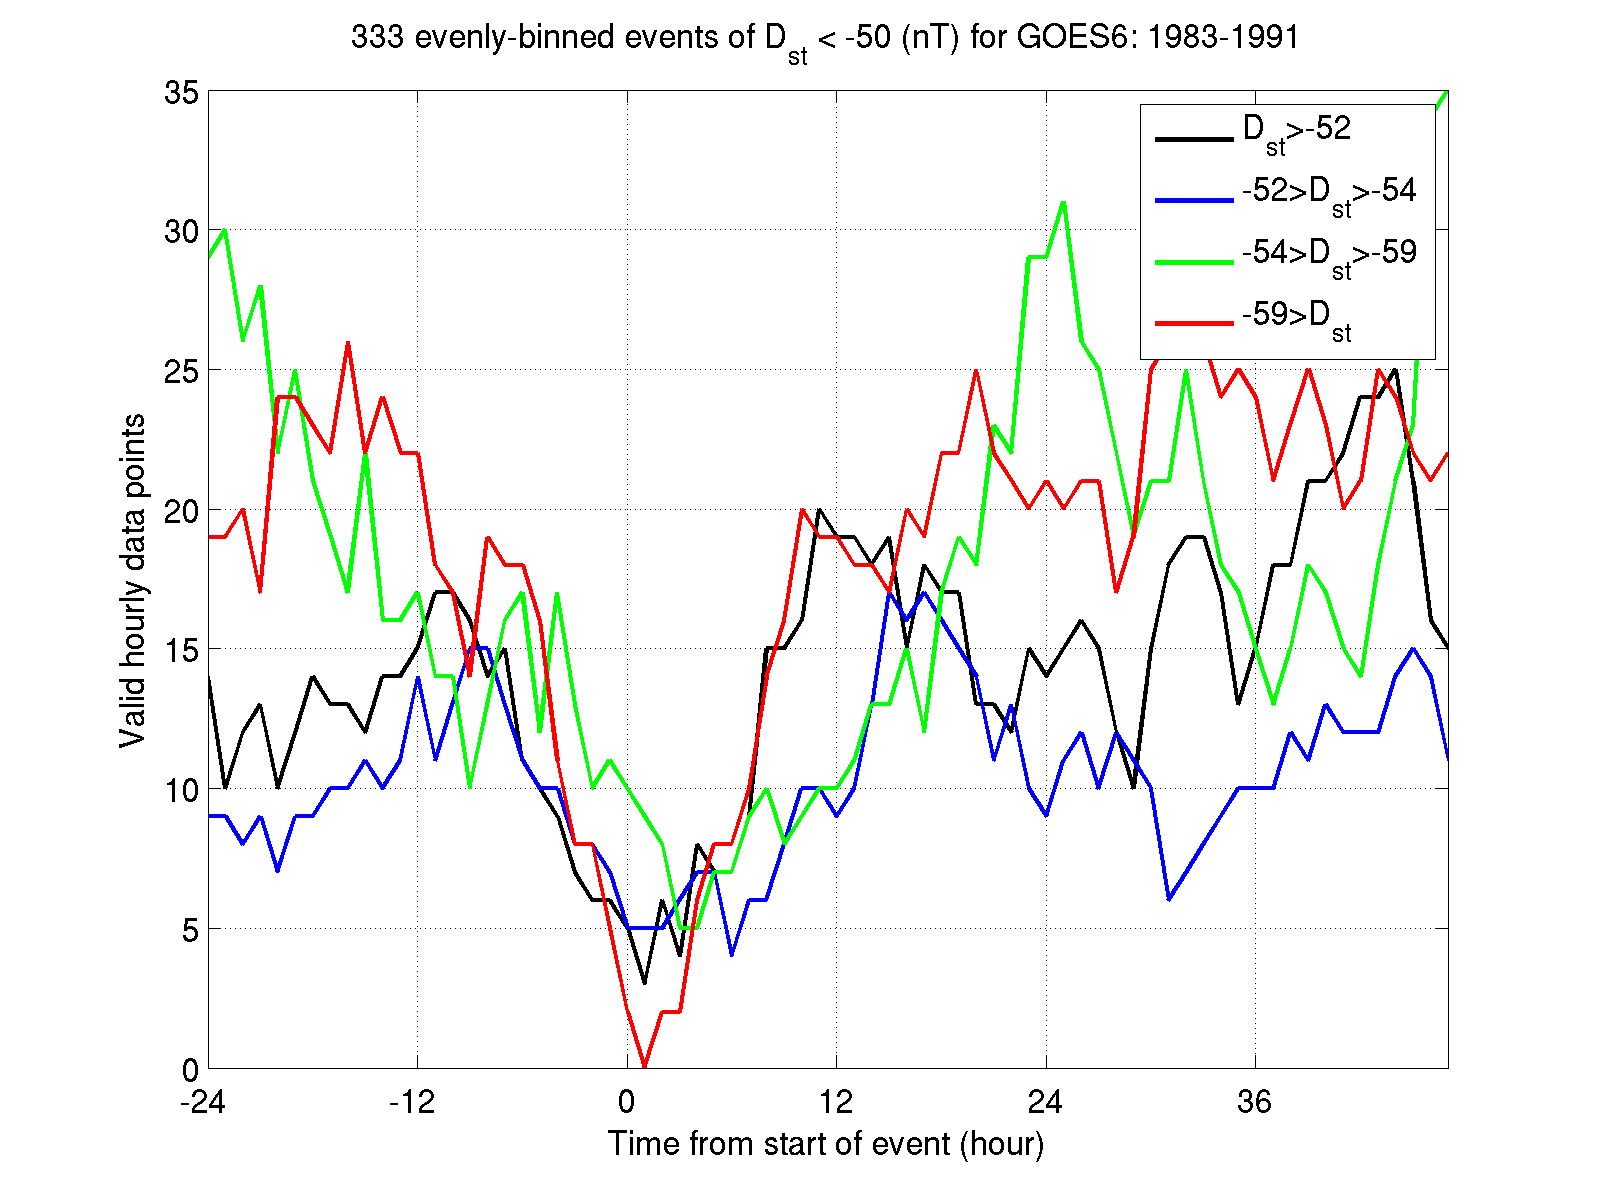 333 evenly-binned events of Dst < -50 (nT) for GOES6: 1983-1991
35
30
25
20
15
10
5
0
Valid hourly data points
Dst>-52
-52>Dst>-54
-54>Dst>-59
-59>Dst
-24 -12 0 12 24 36
Time from start of event (hour)